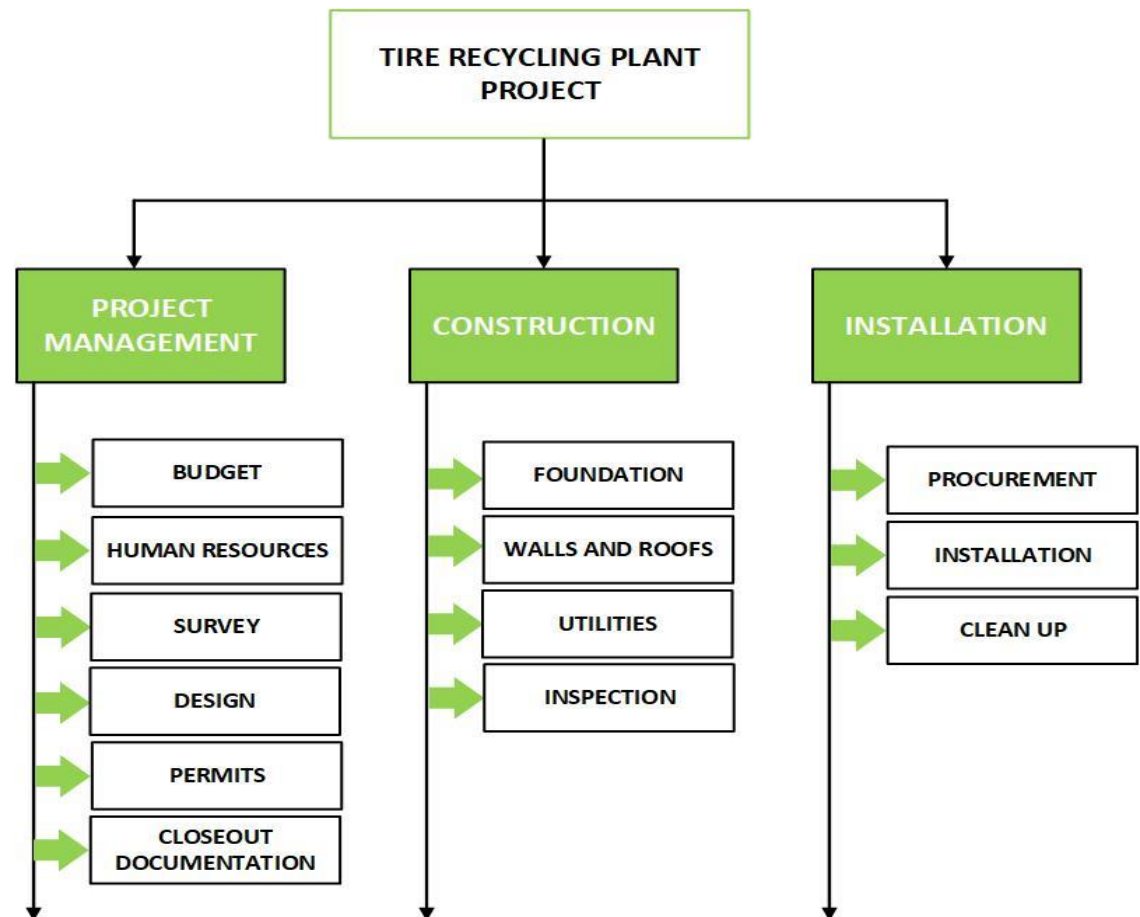 TIRE RECYCLING PLANT
PROJECT
PROJECT
MANAGEMENT
BUDGET
HUMAN RESOURCES
SURVEY
DESIGN
PERMITS
CLOSEOUT
DOCUMENTATION
CONSTRUCTION
FOUNDATION
WALLS AND ROOFS
UTILITIES
INSPECTION
INSTALLATION
PROCUREMENT
INSTALLATION
CLEAN UP